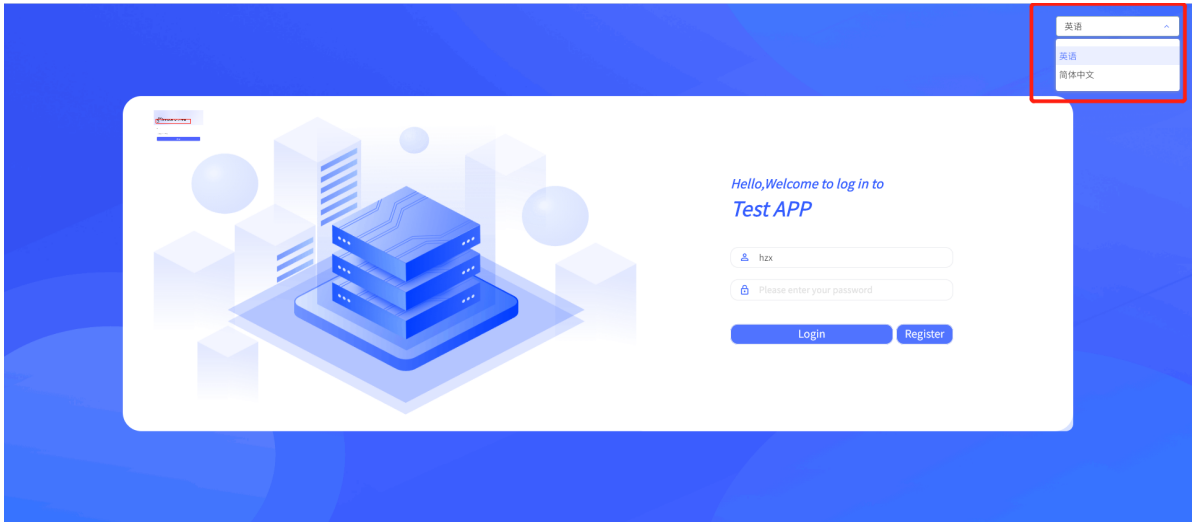 英语
英语
简体中文
Hello,Welcome to log in to
Test APP
hzx
Please enter your password
Login Register